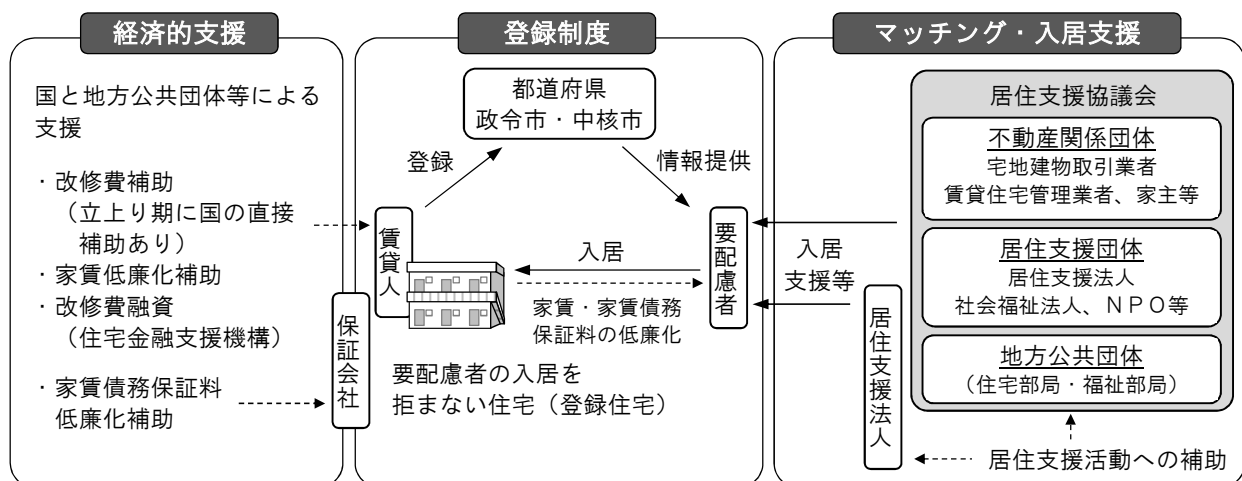 経済的支援
国と地方公共団体等による
支援
・改修費補助
（立上り期に国の直接
補助あり）
・家賃低廉化補助
・改修費融資
（住宅金融支援機構）
・家賃債務保証料
低廉化補助
登録制度
都道府県
政令市・中核市
登録
情報提供
賃貸人
要配慮者
入居
家賃・家賃債務
保証料の低廉化
保証会社
要配慮者の入居を
拒まない住宅（登録住宅）
マッチング・入居支援
居住支援協議会
不動産関係団体
宅地建物取引業者
賃貸住宅管理業者、家主等
入居
支援等
居住支援団体
居住支援法人
社会福祉法人、ＮＰＯ等
居住支援法人
地方公共団体
（住宅部局・福祉部局）
居住支援活動への補助